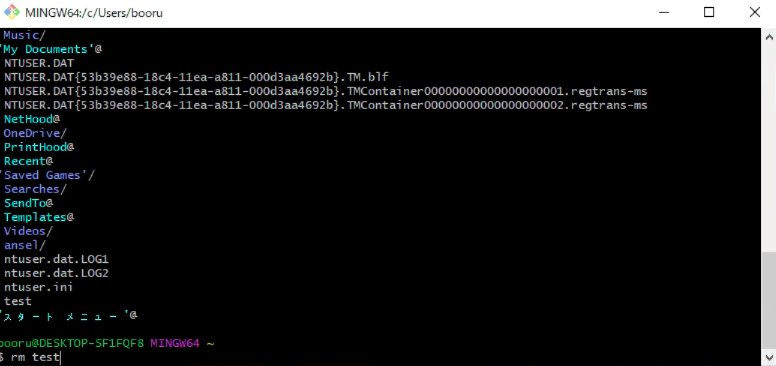 MINGW64:/c/Users/booru
Music/
'My Documents'@
NTUSER.DAT
NTUSER.DAT{53b39e88-18c4-11ea-a811-000d3aa4692b}.TM.blf
NTUSER.DAT{53b39e88-18c4-11ea-a811-000d3aa4692b}.TMContainer00000000000000000001.regtrans-ms
NTUSER.DAT{53b39e88-18c4-11ea-a811-000d3aa4692b}.TMContainer00000000000000000002.regtrans-ms
NetHood@
OneDrive/
PrintHood@
Recent@
'Saved Games'/
Searches/
SendTo@
Templates@
Videos/
ansel/
ntuser.dat.LOG1
ntuser.dat.LOG2
ntuser.ini
test
'スタート メニュー'@
booru@DESKTOP-SF1FQF8 MINGW64 ~
$ rm test